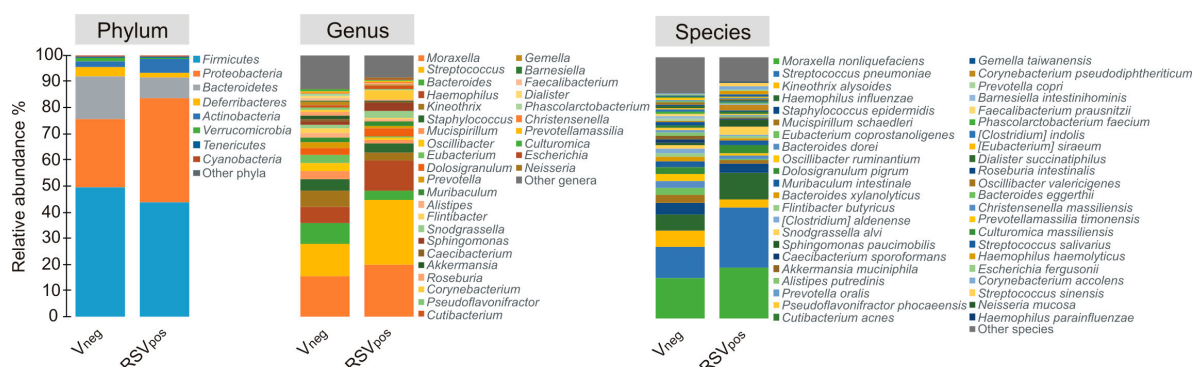 Phylum
Genus
Species
Relative abundance %
100
90
80
70
60
50
40
30
20
10
0
Vneg
RSVpos
Firmicutes
Proteobacteria
Bacteroidetes
Deferribacteres
Actinobacteria
Verrucomicrobia
Tenericutes
Cyanobacteria
Other phyla
Vneg
RSVpos
Moraxella
Streptococcus
Bacteroides
Haemophilus
Kineothrix
Staphylococcus
Mucispirillum
Oscillibacter
Eubacterium
Dolosigranulum
Prevotella
Muribaculum
Alistipes
Flintibacter
Snodgrassella
Sphingomonas
Caecibacterium
Akkermansia
Roseburia
Corynebacterium
Pseudoflavonifractor
Cutibacterium
Gemella
Barnesiella
Faecalibacterium
Dialister
Phascolarctobacterium
Christensenella
Prevotellamassilia
Culturomica
Escherichia
Neisseria
Other genera
Vneg
RSVpos
Moraxella nonliquefaciens
Streptococcus pneumoniae
Kineothrix alysoides
Haemophilus influenzae
Staphylococcus epidermidis
Mucispirillum schaedleri
Eubacterium coprostanoligenes
Bacteroides dorei
Oscillibacter ruminantium
Dolosigranulum pigrum
Muribaculum intestinale
Bacteroides xylanolyticus
Flintibacter butyricus
[Clostridium] aldenense
Snodgrassella alvi
Sphingomonas paucimobilis
Caecibacterium sporoformans
Akkermansia muciniphila
Alistipes putredinis
Prevotella oralis
Pseudoflavonifractor phocaeensis
Cutibacterium acnes
Gemella taiwanensis
Corynebacterium pseudodiphtheriticum
Prevotella copri
Barnesiella intestinihominis
Faecalibacterium prausnitzii
Phascolarctobacterium faecium
[Clostridium] indolis
[Eubacterium] siraeum
Dialister succinatiphilus
Roseburia intestinalis
Oscillibacter valericigenes
Bacteroides eggerthii
Christensenella massiliensis
Prevotellamassilia timonensis
Culturomica massiliensis
Streptococcus salivarius
Haemophilus haemolyticus
Escherichia fergusonii
Corynebacterium accolens
Streptococcus sinensis
Neisseria mucosa
Haemophilus parainfluenzae
Other species